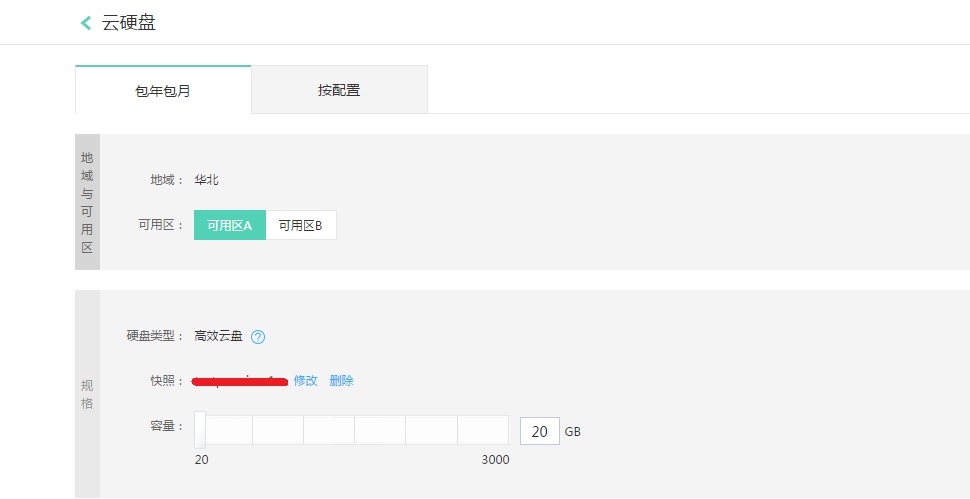 云硬盘
包年包月 按配置
地域与可用区
地域： 华北
可用区： 可用区A 可用区B
规格
硬盘类型： 高效云盘 ?
快照： 修改 删除
容量： 20 GB
20 3000